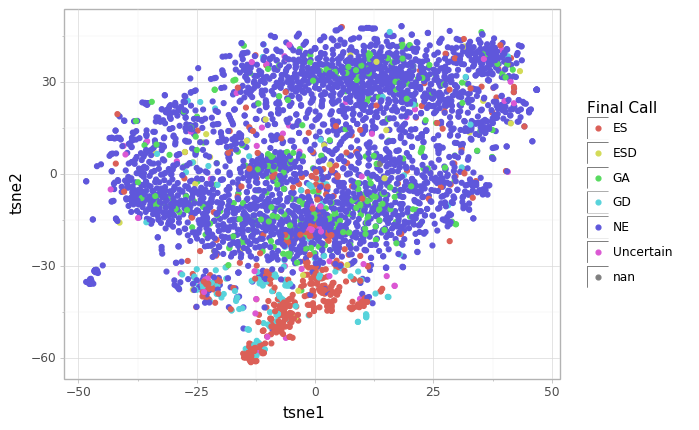 30
0
−30
−60
tsne2
−50
−25
0
25
50
tsne1
Final Call
ES
ESD
GA
GD
NE
Uncertain
nan